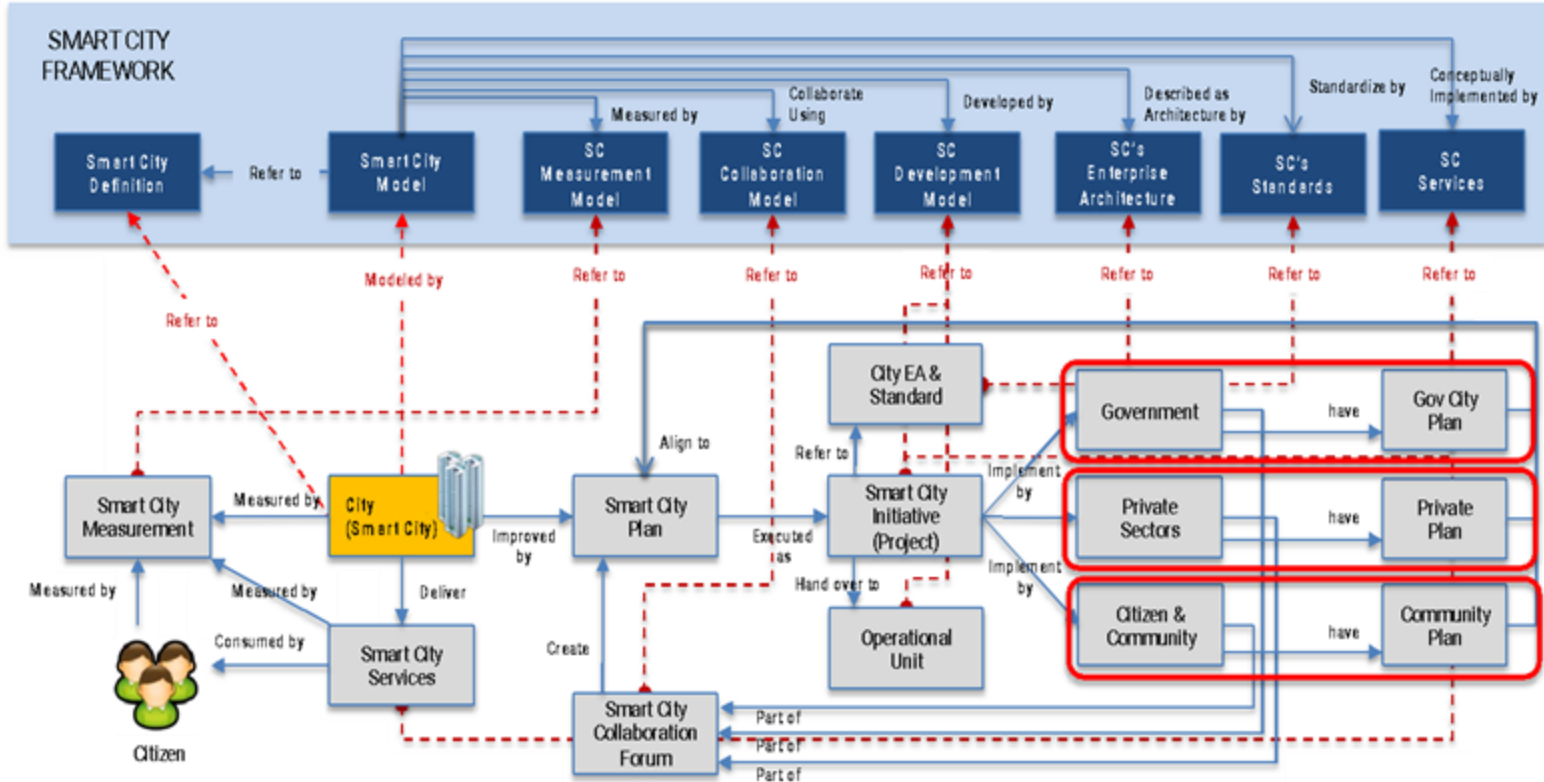 SMART CITY
FRAMEWORK
Measured by
Collaborate
Using
Developed by
Described as
Architecture by
Standardize by
Conceptually
Implemented by
Smart City
Definition
Refer to
Smart City
Model
SC
Measurement
Model
SC
Collaboration
Model
SC
Development
Model
SC's
Enterprise
Architecture
SC's
Standards
SC
Services
Refer to
Modeled by
Refer to
Refer to
Refer to
Refer to
Refer to
Refer to
City EA &
Standard
Government
have
Gov City
Plan
Align to
Refer to
Implement
by
Smart City
Measurement
Measured by
City
(Smart City)
Improved
by
Smart City
Plan
Executed
as
Smart City
Initiative
(Project)
Private
Sectors
have
Private
Plan
Implement
by
Hand over to
Measured by
Measured by
Deliver
Consumed by
Smart City
Services
Create
Operational
Unit
Citizen &
Community
have
Community
Plan
Citizen
Smart City
Collaboration
Forum
Part of
Part of
Part of